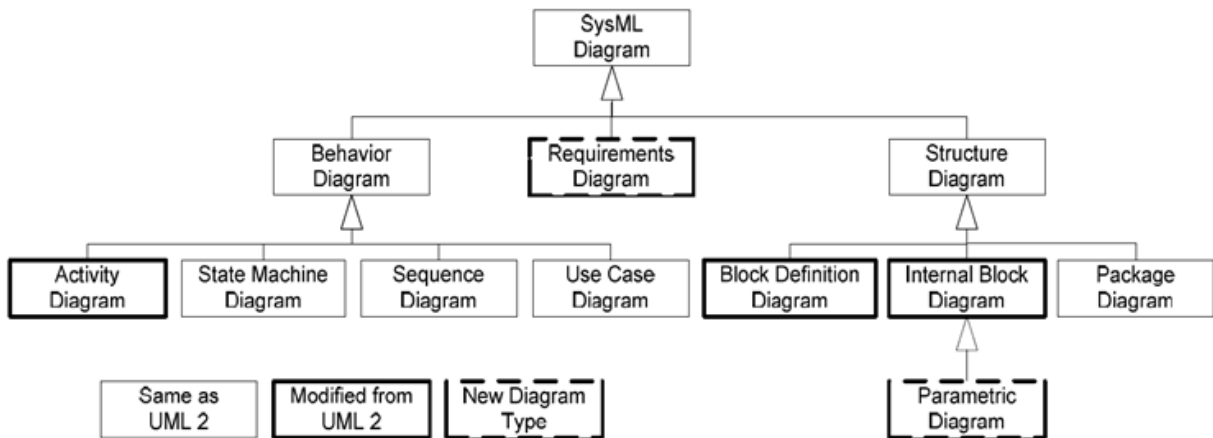 SysML
Diagram
Behavior
Diagram
Requirements
Diagram
Structure
Diagram
Activity
Diagram
State Machine
Diagram
Sequence
Diagram
Use Case
Diagram
Block Definition
Diagram
Internal Block
Diagram
Package
Diagram
Same as
UML 2
Modified from
UML 2
New Diagram
Type
Parametric
Diagram